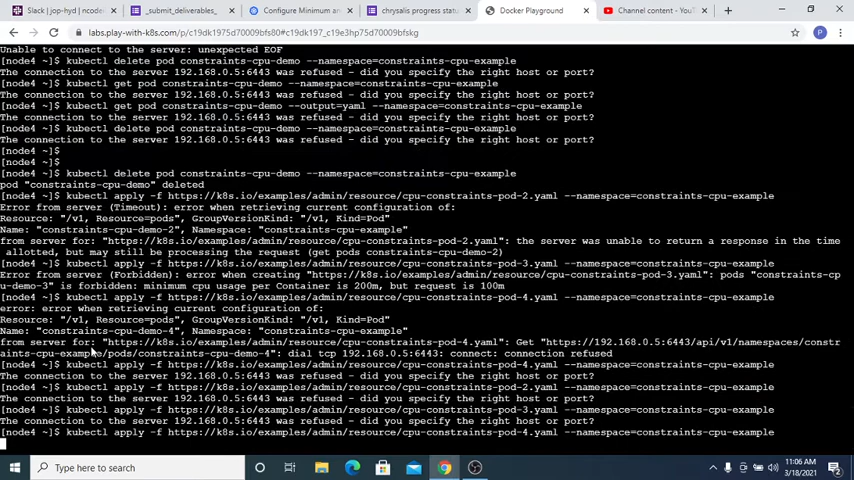 Slack | jop-hyd | ncode
_submit_deliverables_
Configure Minimum an
chrysalis progress statu
Docker Playground
Channel content - YouT
labs.play-with-k8s.com/p/c19dk1975d70009bfs80#c19dk197_c19e3hpc75d70009bfskg
Unable to connect to the server: unexpected EOF
[node4 ~]$ kubectl delete pod constraints-cpu-demo --namespace=constraints-cpu-example
The connection to the server 192.168.0.5:6443 was refused - did you specify the right host or port?
[node4 ~]$ kubectl get pod constraints-cpu-demo --namespace=constraints-cpu-example
The connection to the server 192.168.0.5:6443 was refused - did you specify the right host or port?
[node4 ~]$ kubectl get pod constraints-cpu-demo --output=yaml --namespace=constraints-cpu-example
The connection to the server 192.168.0.5:6443 was refused - did you specify the right host or port?
[node4 ~]$ kubectl delete pod constraints-cpu-demo --namespace=constraints-cpu-example
The connection to the server 192.168.0.5:6443 was refused - did you specify the right host or port?
[node4 ~]$
[node4 ~]$
[node4 ~]$ kubectl delete pod constraints-cpu-demo --namespace=constraints-cpu-example
pod "constraints-cpu-demo" deleted
[node4 ~]$ kubectl apply -f https://k8s.io/examples/admin/resource/cpu-constraints-pod-2.yaml --namespace=constraints-cpu-example
Error from server (Timeout): error when retrieving current configuration of:
Resource: "/v1, Resource=pods", GroupVersionKind: "/v1, Kind=Pod"
Name: "constraints-cpu-demo-2", Namespace: "constraints-cpu-example"
from server for: "https://k8s.io/examples/admin/resource/cpu-constraints-pod-2.yaml": the server was unable to return a response in the time
allotted, but may still be processing the request (get pods constraints-cpu-demo-2)
[node4 ~]$ kubectl apply -f https://k8s.io/examples/admin/resource/cpu-constraints-pod-3.yaml --namespace=constraints-cpu-example
Error from server (Forbidden): error when creating "https://k8s.io/examples/admin/resource/cpu-constraints-pod-3.yaml": pods "constraints-cp
u-demo-3" is forbidden: minimum cpu usage per Container is 200m, but request is 100m
[node4 ~]$ kubectl apply -f https://k8s.io/examples/admin/resource/cpu-constraints-pod-4.yaml --namespace=constraints-cpu-example
error: error when retrieving current configuration of:
Resource: "/v1, Resource=pods", GroupVersionKind: "/v1, Kind=Pod"
Name: "constraints-cpu-demo-4", Namespace: "constraints-cpu-example"
from server for: "https://k8s.io/examples/admin/resource/cpu-constraints-pod-4.yaml": Get "https://192.168.0.5:6443/api/v1/namespaces/constr
aints-cpu-example/pods/constraints-cpu-demo-4": dial tcp 192.168.0.5:6443: connect: connection refused
[node4 ~]$ kubectl apply -f https://k8s.io/examples/admin/resource/cpu-constraints-pod-4.yaml --namespace=constraints-cpu-example
The connection to the server 192.168.0.5:6443 was refused - did you specify the right host or port?
[node4 ~]$ kubectl apply -f https://k8s.io/examples/admin/resource/cpu-constraints-pod-2.yaml --namespace=constraints-cpu-example
The connection to the server 192.168.0.5:6443 was refused - did you specify the right host or port?
[node4 ~]$ kubectl apply -f https://k8s.io/examples/admin/resource/cpu-constraints-pod-3.yaml --namespace=constraints-cpu-example
The connection to the server 192.168.0.5:6443 was refused - did you specify the right host or port?
[node4 ~]$ kubectl apply -f https://k8s.io/examples/admin/resource/cpu-constraints-pod-4.yaml --namespace=constraints-cpu-example
Type here to search
11:06 AM
3/18/2021